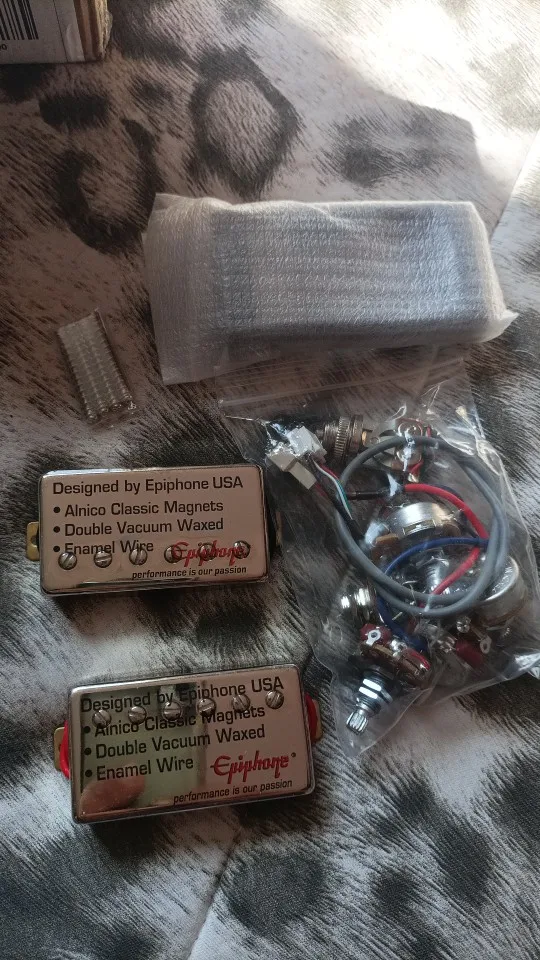 Designed by Epiphone USA
• Alnico Classic Magnets
• Double Vacuum Waxed
• Enamel Wire
Epiphone
performance is our passion
Designed by Epiphone USA
• Alnico Classic Magnets
• Double Vacuum Waxed
• Enamel Wire
Epiphone®
performance is our passion